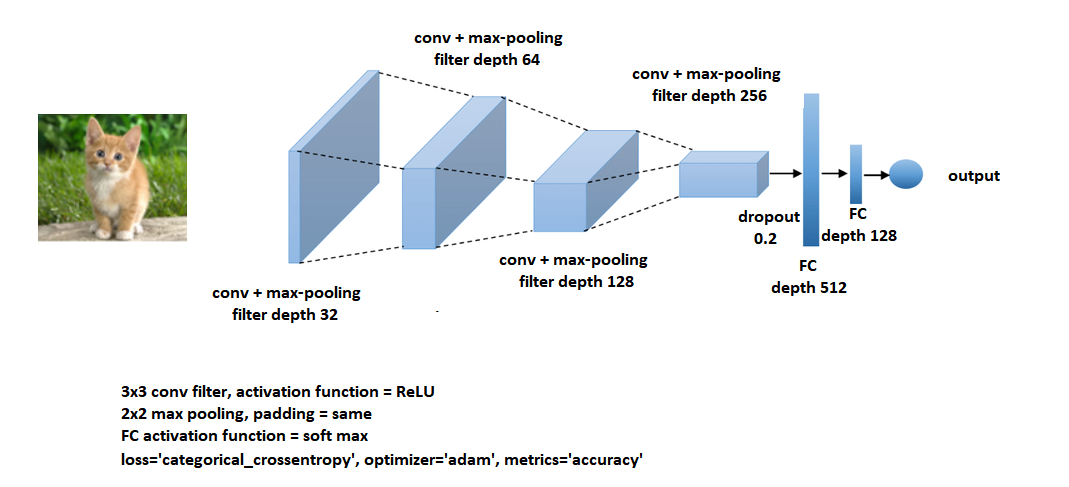 conv + max-pooling
filter depth 64
conv + max-pooling
filter depth 256
output
dropout
0.2
FC
depth 128
conv + max-pooling
filter depth 128
FC
depth 512
conv + max-pooling
filter depth 32
3x3 conv filter, activation function = ReLU
2x2 max pooling, padding = same
FC activation function = soft max
loss='categorical_crossentropy', optimizer='adam', metrics='accuracy'